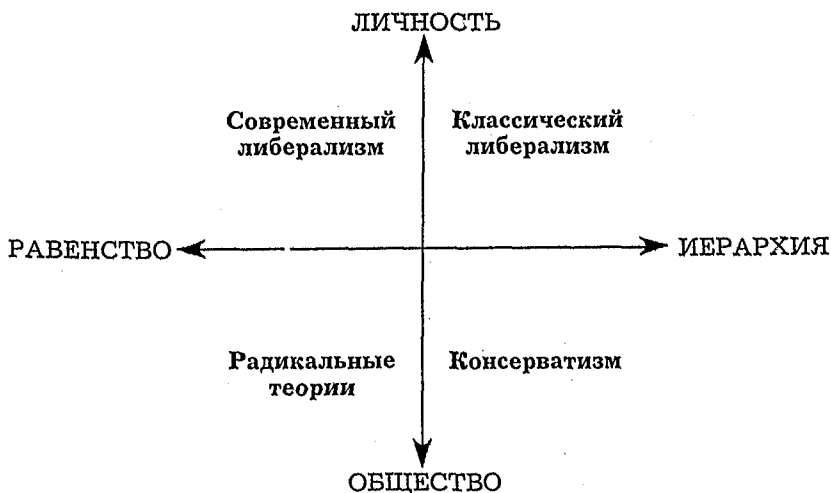 ЛИЧНОСТЬ
Современный
либерализм
Классический
либерализм
РАВЕНСТВО
ИЕРАРХИЯ
Радикальные
теории
Консерватизм
ОБЩЕСТВО